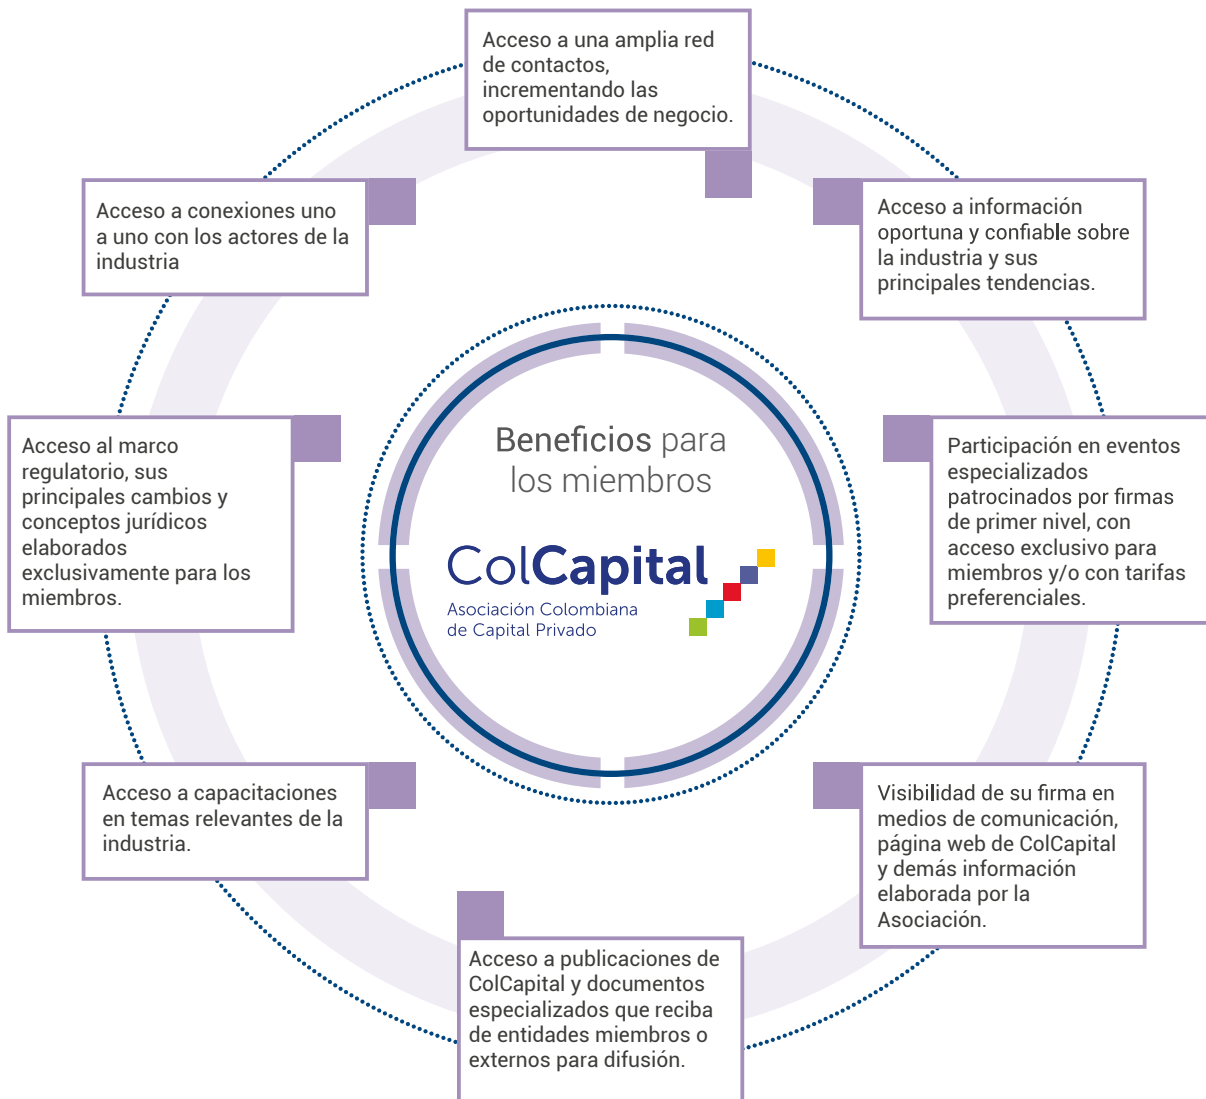 Acceso a una amplia red
de contactos,
incrementando las
oportunidades de negocio.
Acceso a conexiones uno
a uno con los actores de la
industria
Acceso a información
oportuna y confiable sobre
la industria y sus
principales tendencias.
Acceso al marco
regulatorio, sus
principales cambios y
conceptos jurídicos
elaborados
exclusivamente para los
miembros.
Beneficios para
los miembros
ColCapital
Asociación Colombiana
de Capital Privado
Participación en eventos
especializados
patrocinados por firmas
de primer nivel, con
acceso exclusivo para
miembros y/o con tarifas
preferenciales.
Acceso a capacitaciones
en temas relevantes de la
industria.
Visibilidad de su firma en
medios de comunicación,
página web de ColCapital
y demás información
elaborada por la
Asociación.
Acceso a publicaciones de
ColCapital y documentos
especializados que reciba
de entidades miembros o
externos para difusión.